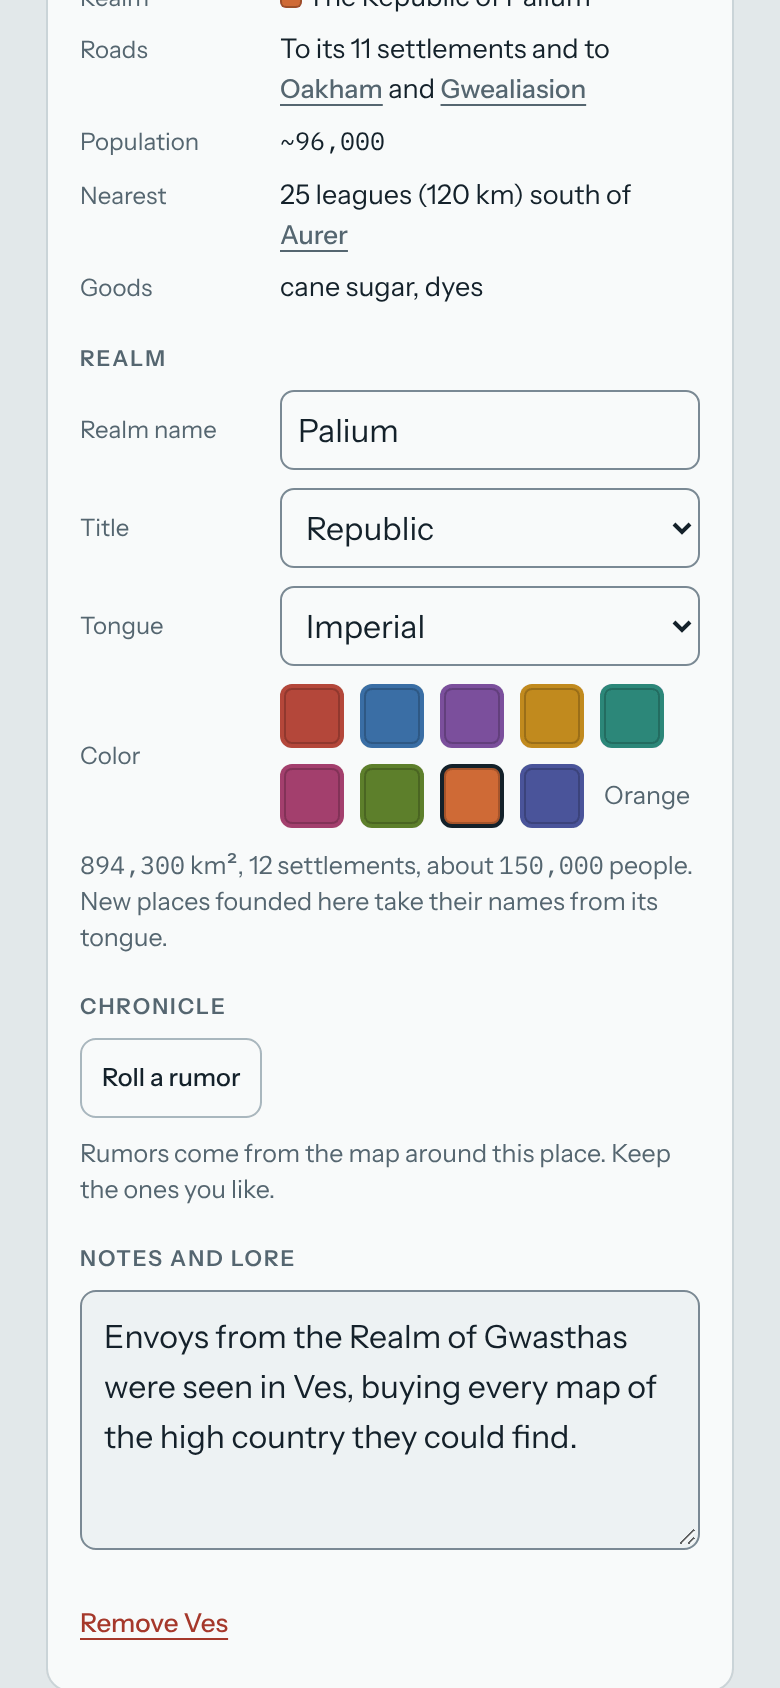 Realm The Republic of Palium
Roads To its 11 settlements and to
Oakham and Gwealiasion
Population ~96,000
Nearest 25 leagues (120 km) south of
Aurer
Goods cane sugar, dyes
REALM
Realm name Palium
Title Republic
Tongue Imperial
Color
Orange
894,300 km², 12 settlements, about 150,000 people.
New places founded here take their names from its
tongue.
CHRONICLE
Roll a rumor
Rumors come from the map around this place. Keep
the ones you like.
NOTES AND LORE
Envoys from the Realm of Gwasthas
were seen in Ves, buying every map of
the high country they could find.
Remove Ves